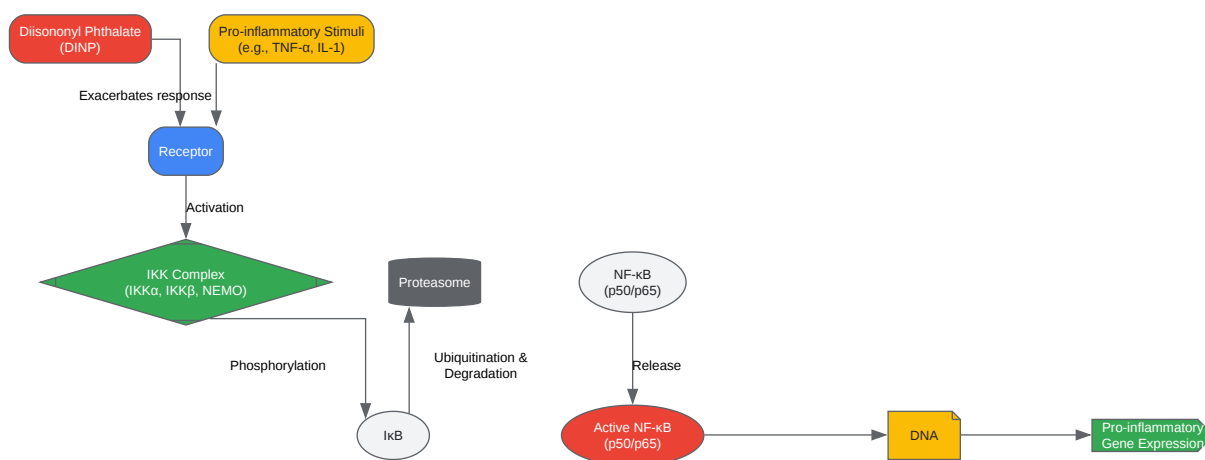 Diisononyl Phthalate
(DINP)
Pro-inflammatory Stimuli
(e.g., TNF-α, IL-1)
Exacerbates response
Receptor
Activation
IKK Complex
(IKKα, IKKβ, NEMO)
Proteasome
NF-κB
(p50/p65)
Phosphorylation
Ubiquitination &
Degradation
Release
IκB
Active NF-κB
(p50/p65)
DNA
Pro-inflammatory
Gene Expression